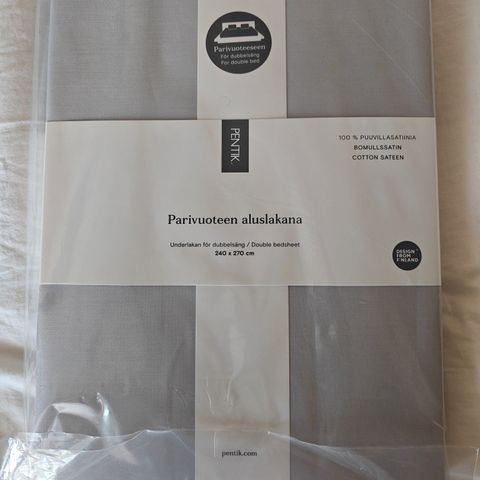 Parivuoteeseen
För dubbelsäng
For double bed
PENTIK
100 % PUUVILLASATIINIA
BOMULLSSATIN
COTTON SATEEN
Parivuoteen aluslakana
Underlakan för dubbelsäng / Double bedsheet
240 x 270 cm
DESIGN
FROM
FINLAND
pentik.com